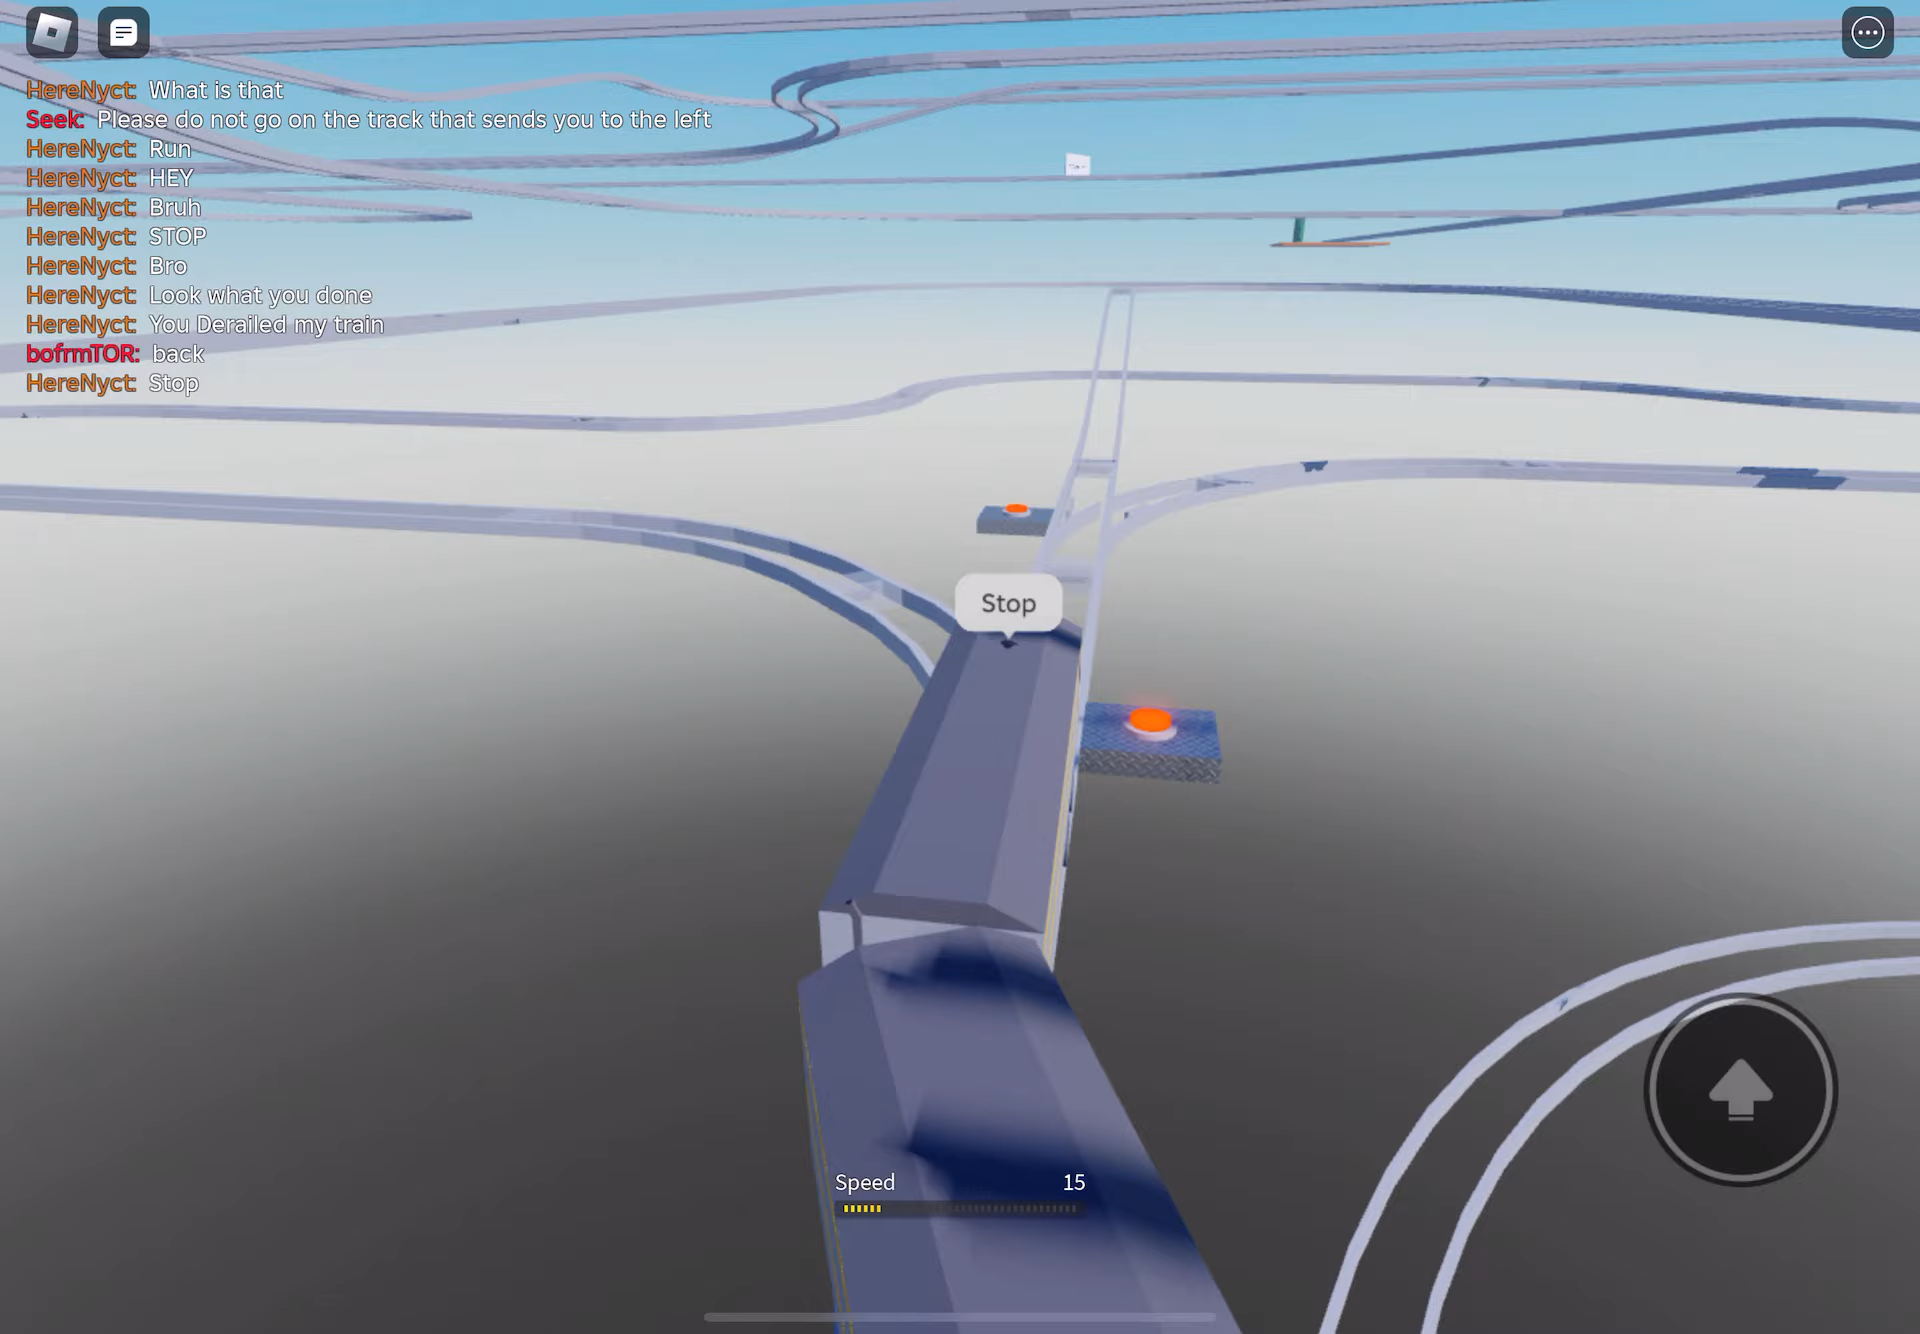 HereNyct: What is that
Seek: Please do not go on the track that sends you to the left
HereNyct: Run
HereNyct: HEY
HereNyct: Bruh
HereNyct: STOP
HereNyct: Bro
HereNyct: Look what you done
HereNyct: You Derailed my train
bofrmTOR: back
HereNyct: Stop
Stop
Speed 15